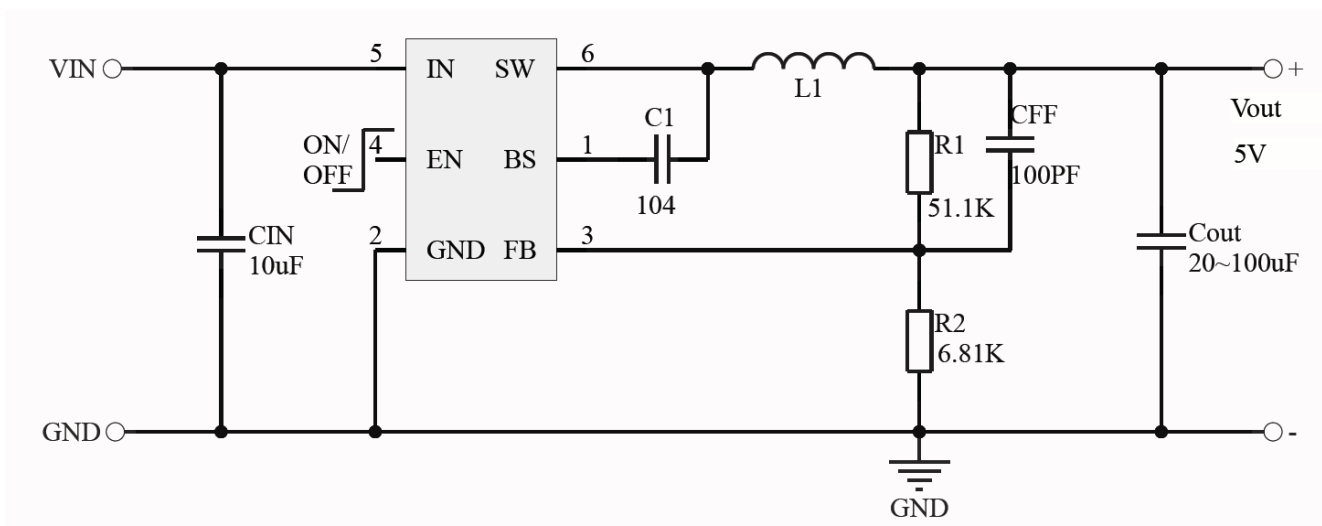 VIN
5
IN
SW
6
L1
+
Vout
5V
ON/
OFF
4
EN
BS
1
C1
104
R1
51.1K
CFF
100PF
2
GND
FB
3
CIN
10uF
Cout
20~100uF
R2
6.81K
GND
-
GND